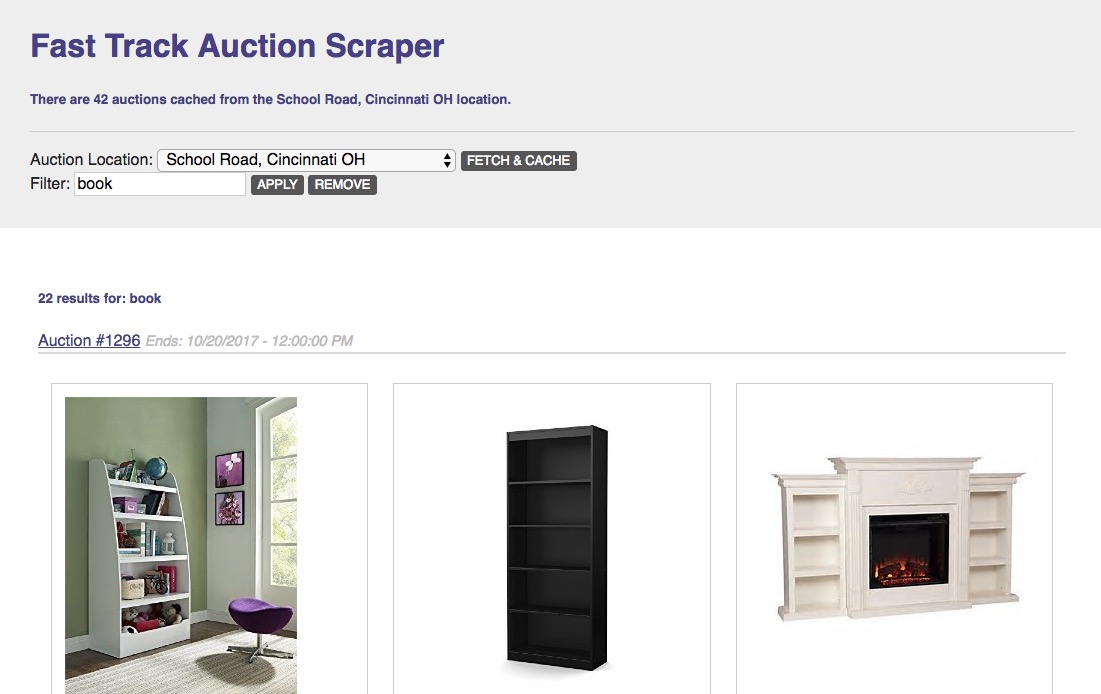 Fast Track Auction Scraper
There are 42 auctions cached from the School Road, Cincinnati OH location.
Auction Location: School Road, Cincinnati OH FETCH & CACHE
Filter: book APPLY REMOVE
22 results for: book
Auction #1296 Ends: 10/20/2017 - 12:00:00 PM